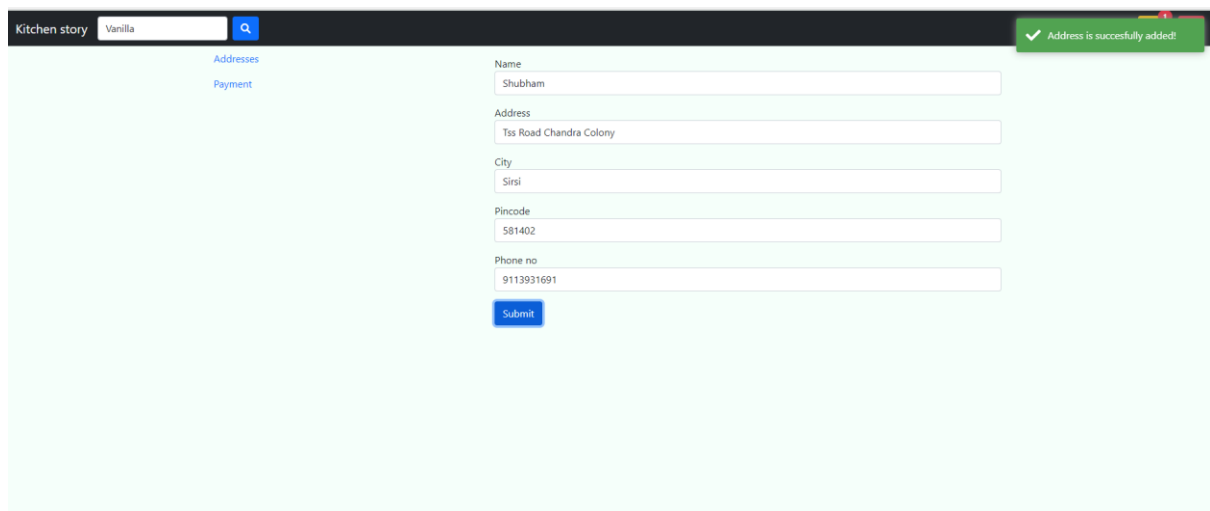 Kitchen story
Vanilla
1
Address is succesfully added!
Addresses
Payment
Name
Shubham
Address
Tss Road Chandra Colony
City
Sirsi
Pincode
581402
Phone no
9113931691
Submit